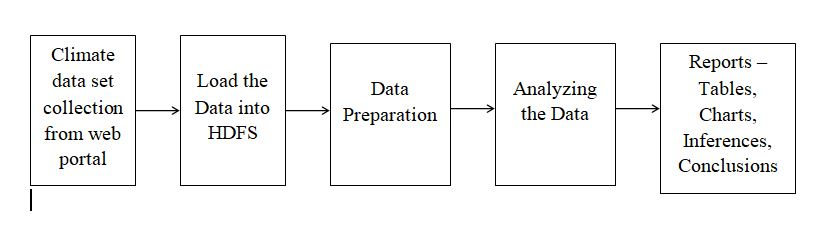 Climate
data set
collection
from web
portal
Load the
Data into
HDFS
Data
Preparation
Analyzing
the Data
Reports –
Tables,
Charts,
Inferences,
Conclusions